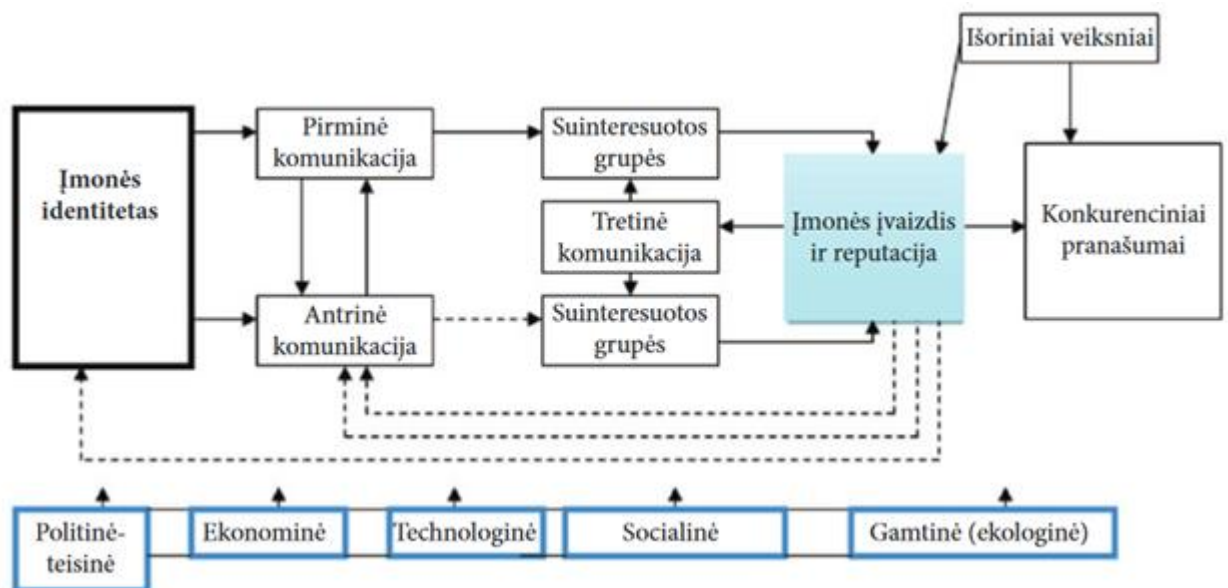 Išoriniai veiksniai
Įmonės
identitetas
Pirminė
komunikacija
Suinteresuotos
grupės
Tretinė
komunikacija
Įmonės įvaizdis
ir reputacija
Konkurenciniai
pranašumai
Antrinė
komunikacija
Suinteresuotos
grupės
Politinė-
teisinė
Ekonominė
Technologinė
Socialinė
Gamtinė (ekologinė)